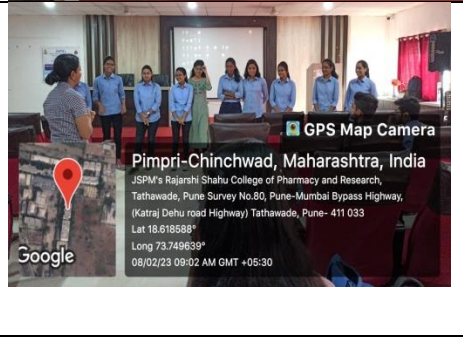 GPS Map Camera
Pimpri-Chinchwad, Maharashtra, India
JSPM's Rajarshi Shahu College of Pharmacy and Research,
Tathawade, Pune Survey No.80, Pune-Mumbai Bypass Highway,
(Katraj Dehu road Highway) Tathawade, Pune- 411 033
Lat 18.618588°
Long 73.749639°
08/02/23 09:02 AM GMT +05:30
Google